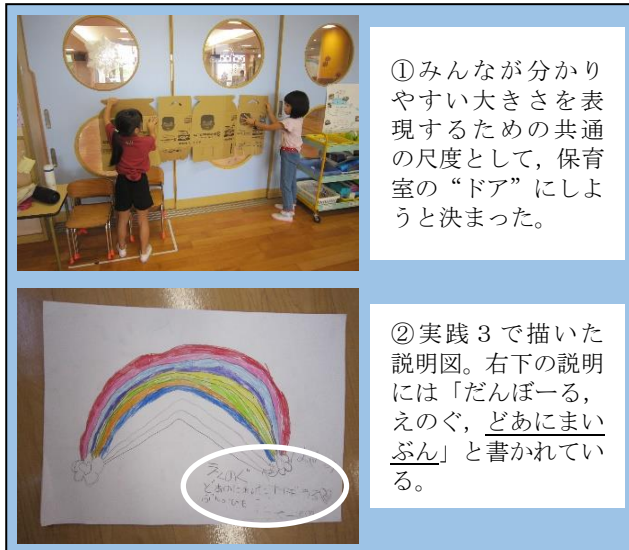 ①みんなが分かり
やすい大きさを表
現するための共通
の尺度として，保育
室の“ドア”にしよ
うと決まった。
②実践３で描いた
説明図。右下の説明
には「だんぼーる，
えのぐ，どあにまい
ぶん」と書かれてい
る。
えのぐ